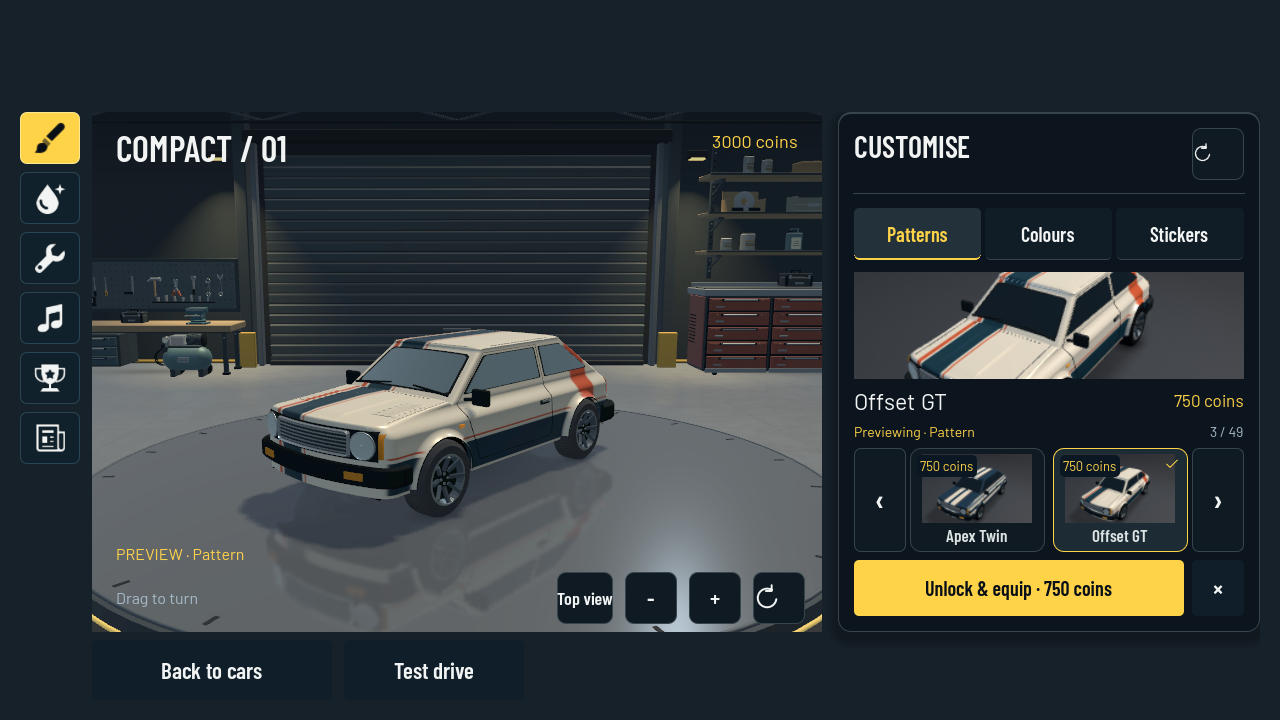 COMPACT / 01
3000 coins
PREVIEW · Pattern
Drag to turn
Top view
-
+
Back to cars
Test drive
CUSTOMISE
Patterns
Colours
Stickers
Offset GT
750 coins
Previewing · Pattern
3 / 49
‹
750 coins
Apex Twin
750 coins
Offset GT
›
Unlock & equip · 750 coins
×